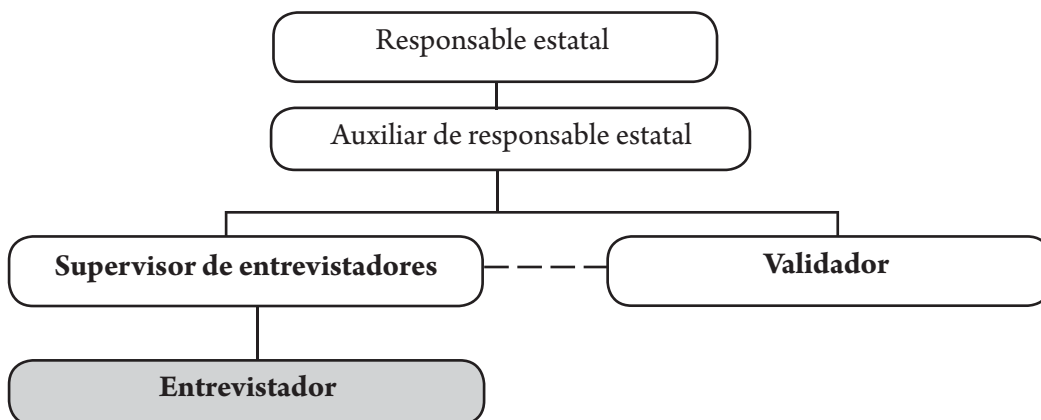 Responsable estatal
Auxiliar de responsable estatal
Supervisor de entrevistadores
Validador
Entrevistador